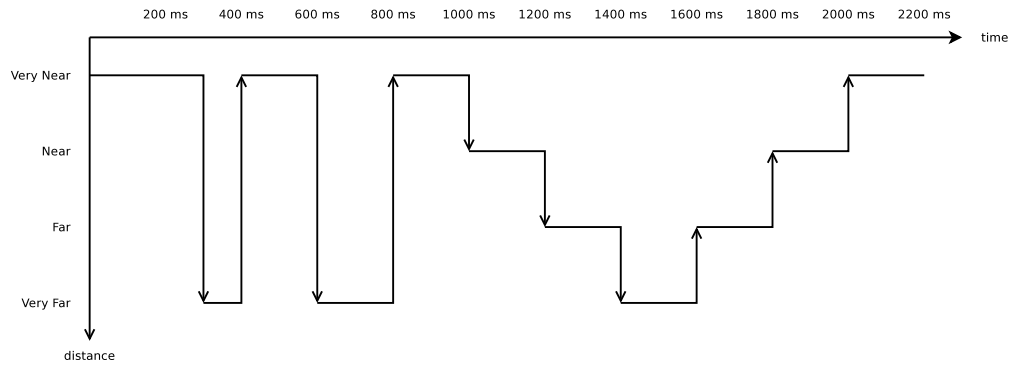 200 ms 400 ms 600 ms 800 ms 1000 ms 1200 ms 1400 ms 1600 ms 1800 ms 2000 ms 2200 ms
time
Very Near
Near
Far
Very Far
distance